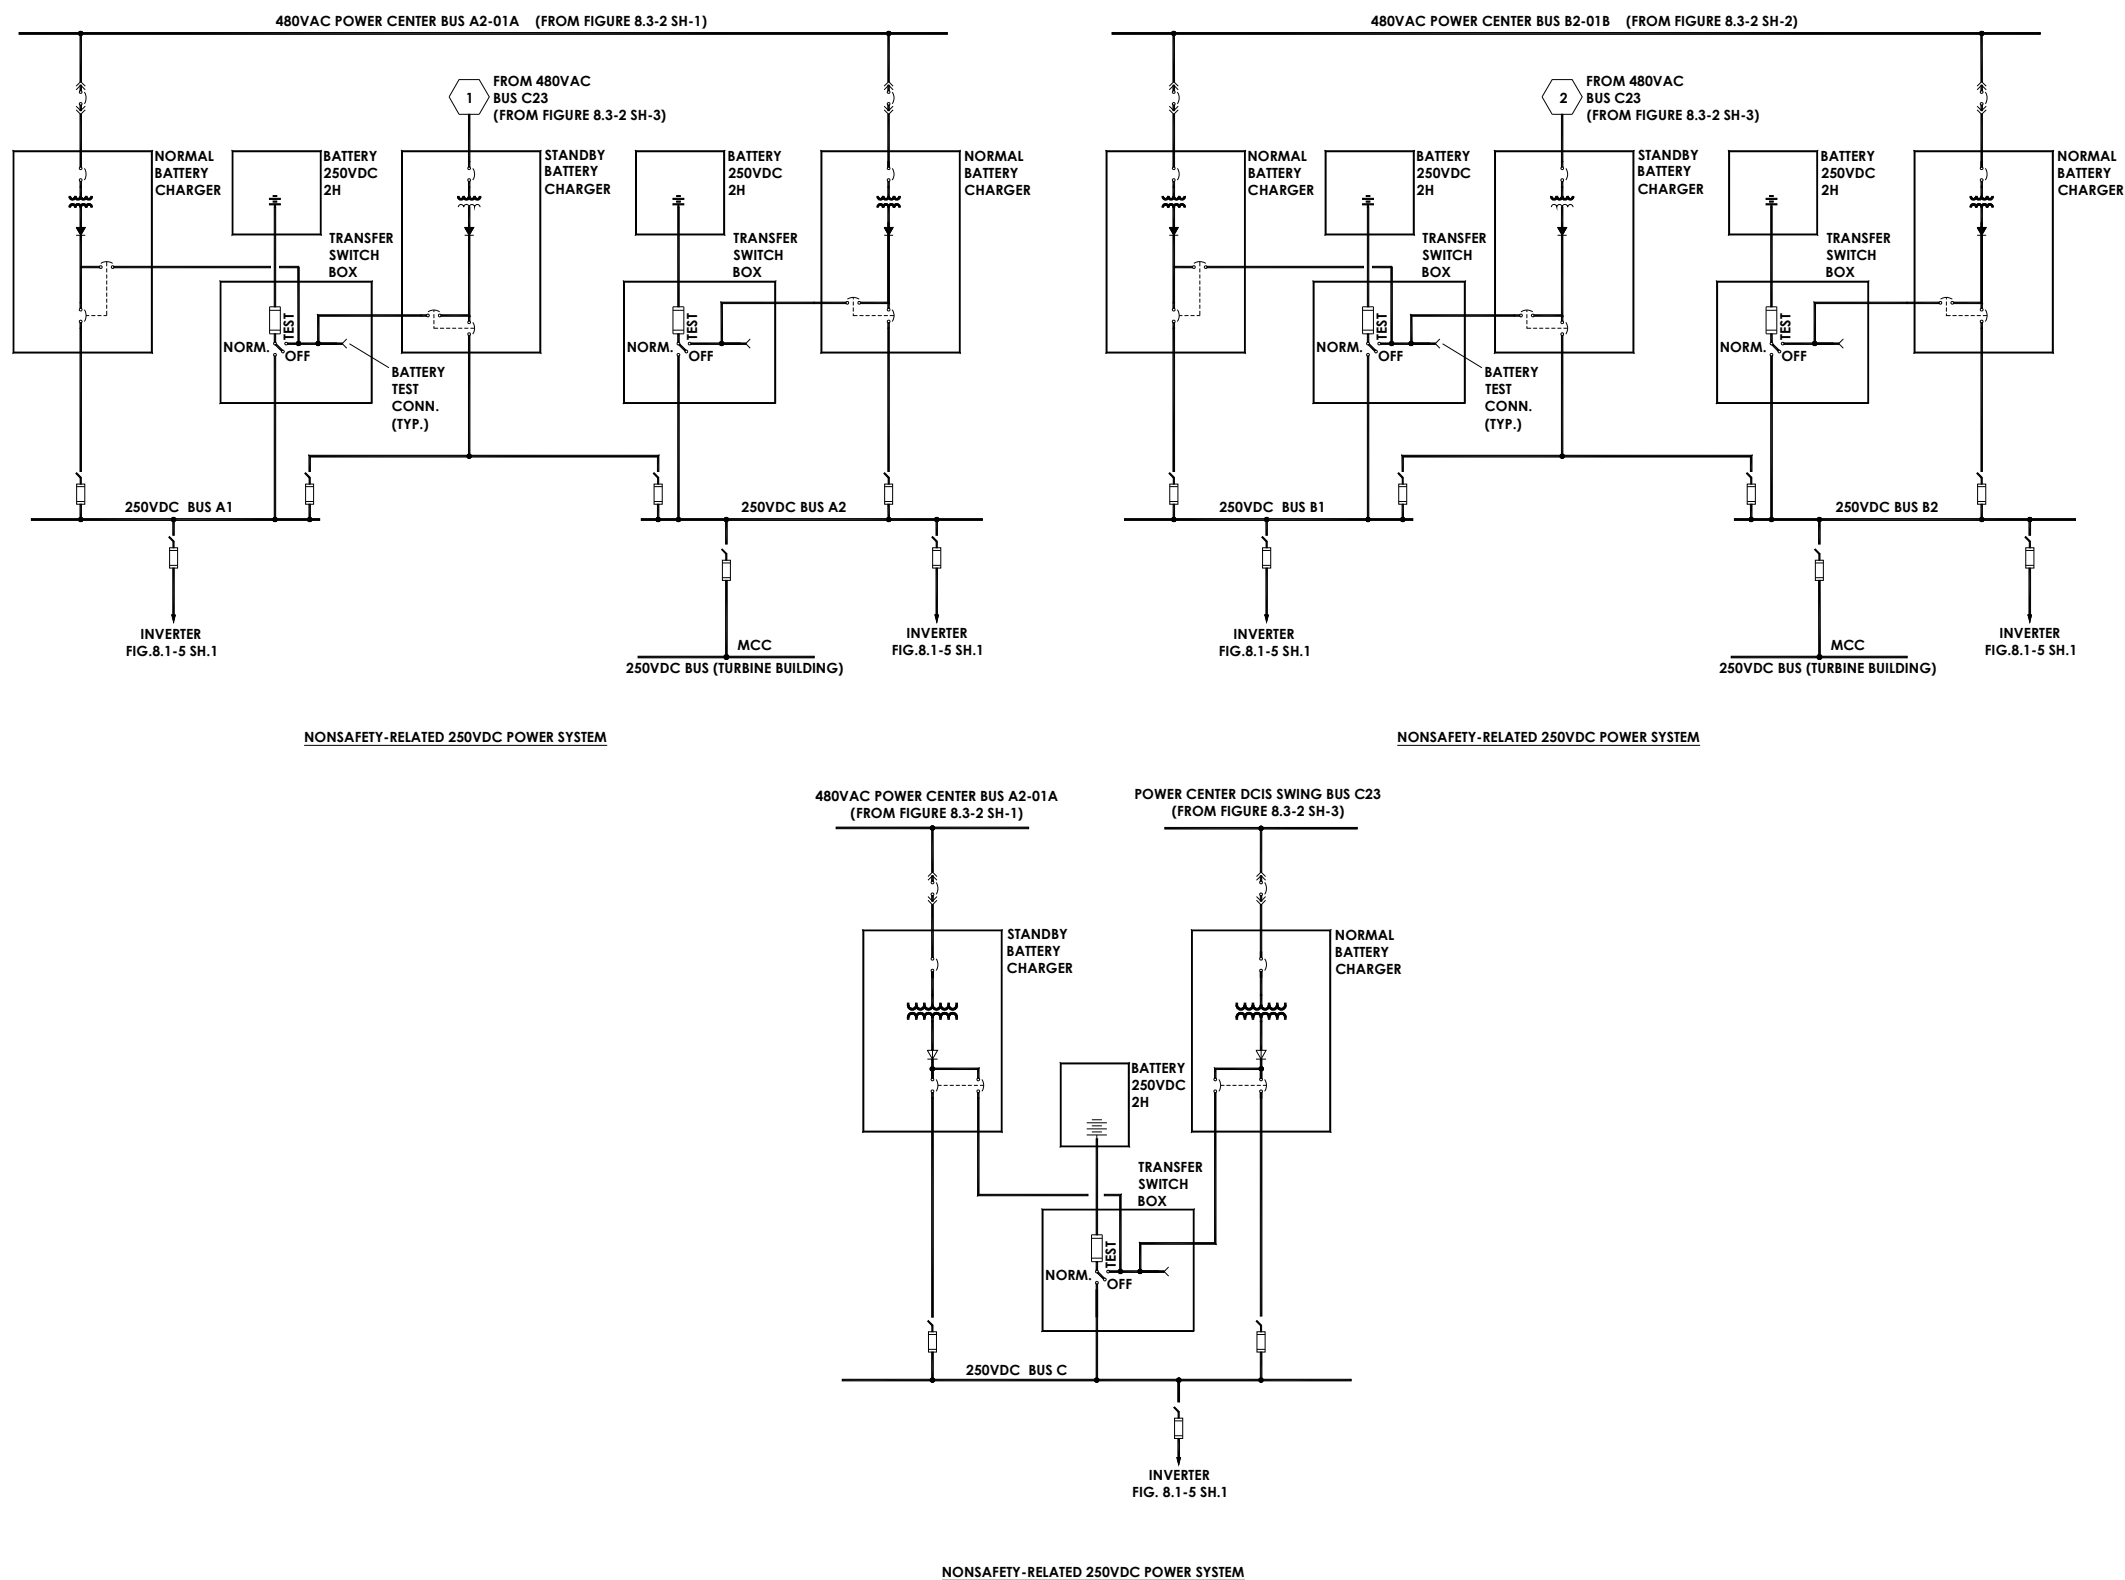 480VAC POWER CENTER BUS A2-01A (FROM FIGURE 8.3-2 SH-1)
1
FROM 480VAC
BUS C23
(FROM FIGURE 8.3-2 SH-3)
NORMAL
BATTERY
CHARGER
BATTERY
250VDC
2H
STANDBY
BATTERY
CHARGER
BATTERY
250VDC
2H
NORMAL
BATTERY
CHARGER
TRANSFER
SWITCH
BOX
TRANSFER
SWITCH
BOX
TEST
NORM.
OFF
TEST
NORM.
OFF
BATTERY
TEST
CONN.
(TYP.)
250VDC BUS A1
250VDC BUS A2
INVERTER
FIG.8.1-5 SH.1
MCC
250VDC BUS (TURBINE BUILDING)
INVERTER
FIG.8.1-5 SH.1
NONSAFETY-RELATED 250VDC POWER SYSTEM
480VAC POWER CENTER BUS B2-01B (FROM FIGURE 8.3-2 SH-2)
2
FROM 480VAC
BUS C23
(FROM FIGURE 8.3-2 SH-3)
NORMAL
BATTERY
CHARGER
BATTERY
250VDC
2H
STANDBY
BATTERY
CHARGER
BATTERY
250VDC
2H
NORMAL
BATTERY
CHARGER
TRANSFER
SWITCH
BOX
TRANSFER
SWITCH
BOX
TEST
NORM.
OFF
TEST
NORM.
OFF
BATTERY
TEST
CONN.
(TYP.)
250VDC BUS B1
250VDC BUS B2
INVERTER
FIG.8.1-5 SH.1
MCC
250VDC BUS (TURBINE BUILDING)
INVERTER
FIG.8.1-5 SH.1
NONSAFETY-RELATED 250VDC POWER SYSTEM
480VAC POWER CENTER BUS A2-01A
(FROM FIGURE 8.3-2 SH-1)
POWER CENTER DCIS SWING BUS C23
(FROM FIGURE 8.3-2 SH-3)
STANDBY
BATTERY
CHARGER
NORMAL
BATTERY
CHARGER
BATTERY
250VDC
2H
TRANSFER
SWITCH
BOX
TEST
NORM.
OFF
250VDC BUS C
INVERTER
FIG. 8.1-5 SH.1
NONSAFETY-RELATED 250VDC POWER SYSTEM